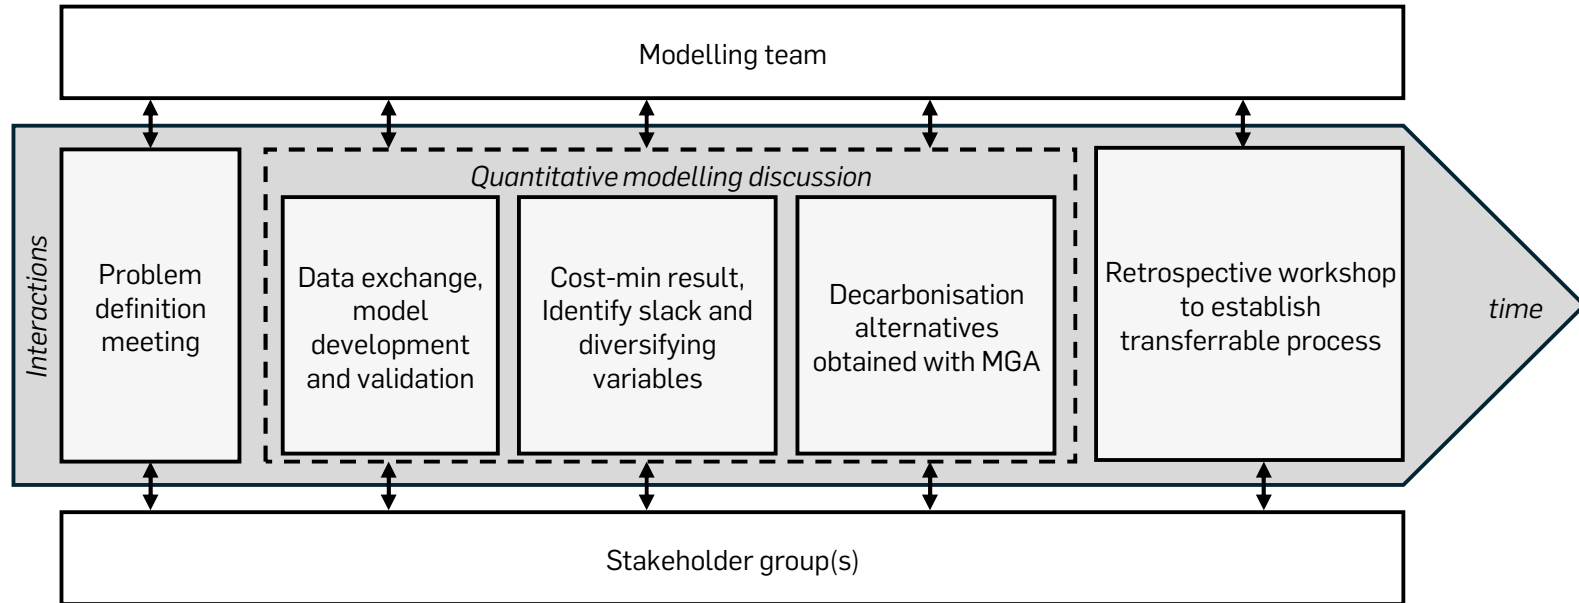 Modelling team
Interactions
Problem
definition
meeting
Quantitative modelling discussion
Data exchange,
model
development
and validation
Cost-min result,
Identify slack and
diversifying
variables
Decarbonisation
alternatives
obtained with MGA
Retrospective workshop
to establish
transferrable process
time
Stakeholder group(s)